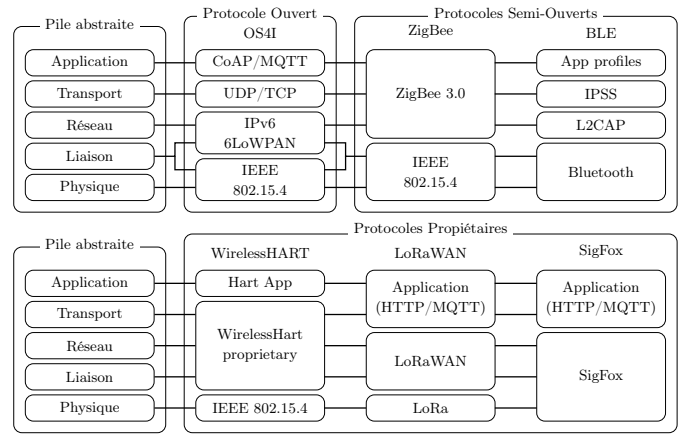 Pile abstraite
Protocole Ouvert
Protocoles Semi-Ouverts
OS4I
ZigBee
BLE
Application
CoAP/MQTT
ZigBee 3.0
App profiles
Transport
UDP/TCP
IPSS
Réseau
IPv6
6LoWPAN
L2CAP
Liaison
IEEE
802.15.4
IEEE
802.15.4
Bluetooth
Physique
Pile abstraite
Protocoles Propiétaires
WirelessHART
LoRaWAN
SigFox
Application
Hart App
Application
(HTTP/MQTT)
Application
(HTTP/MQTT)
Transport
WirelessHart
proprietary
Réseau
LoRaWAN
SigFox
Liaison
Physique
IEEE 802.15.4
LoRa